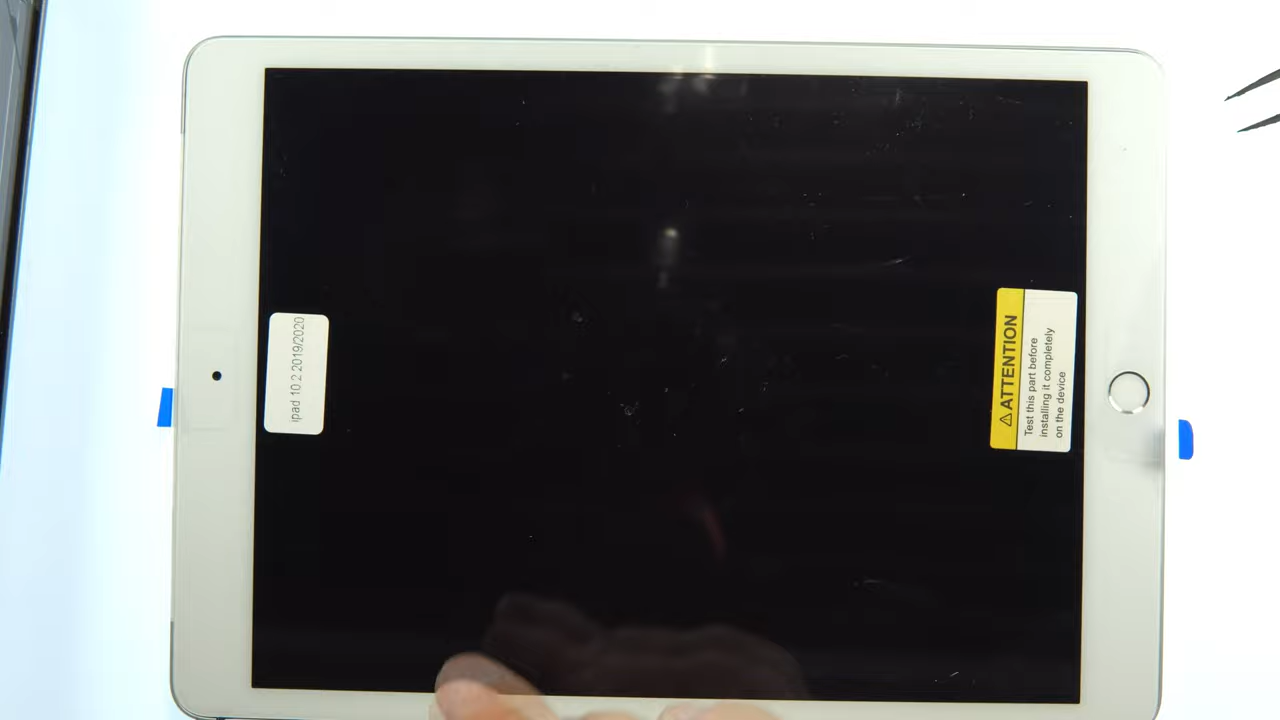 ipad 10 2 2019/2020
⚠ATTENTION
Test this part before
installing it completely
on the device